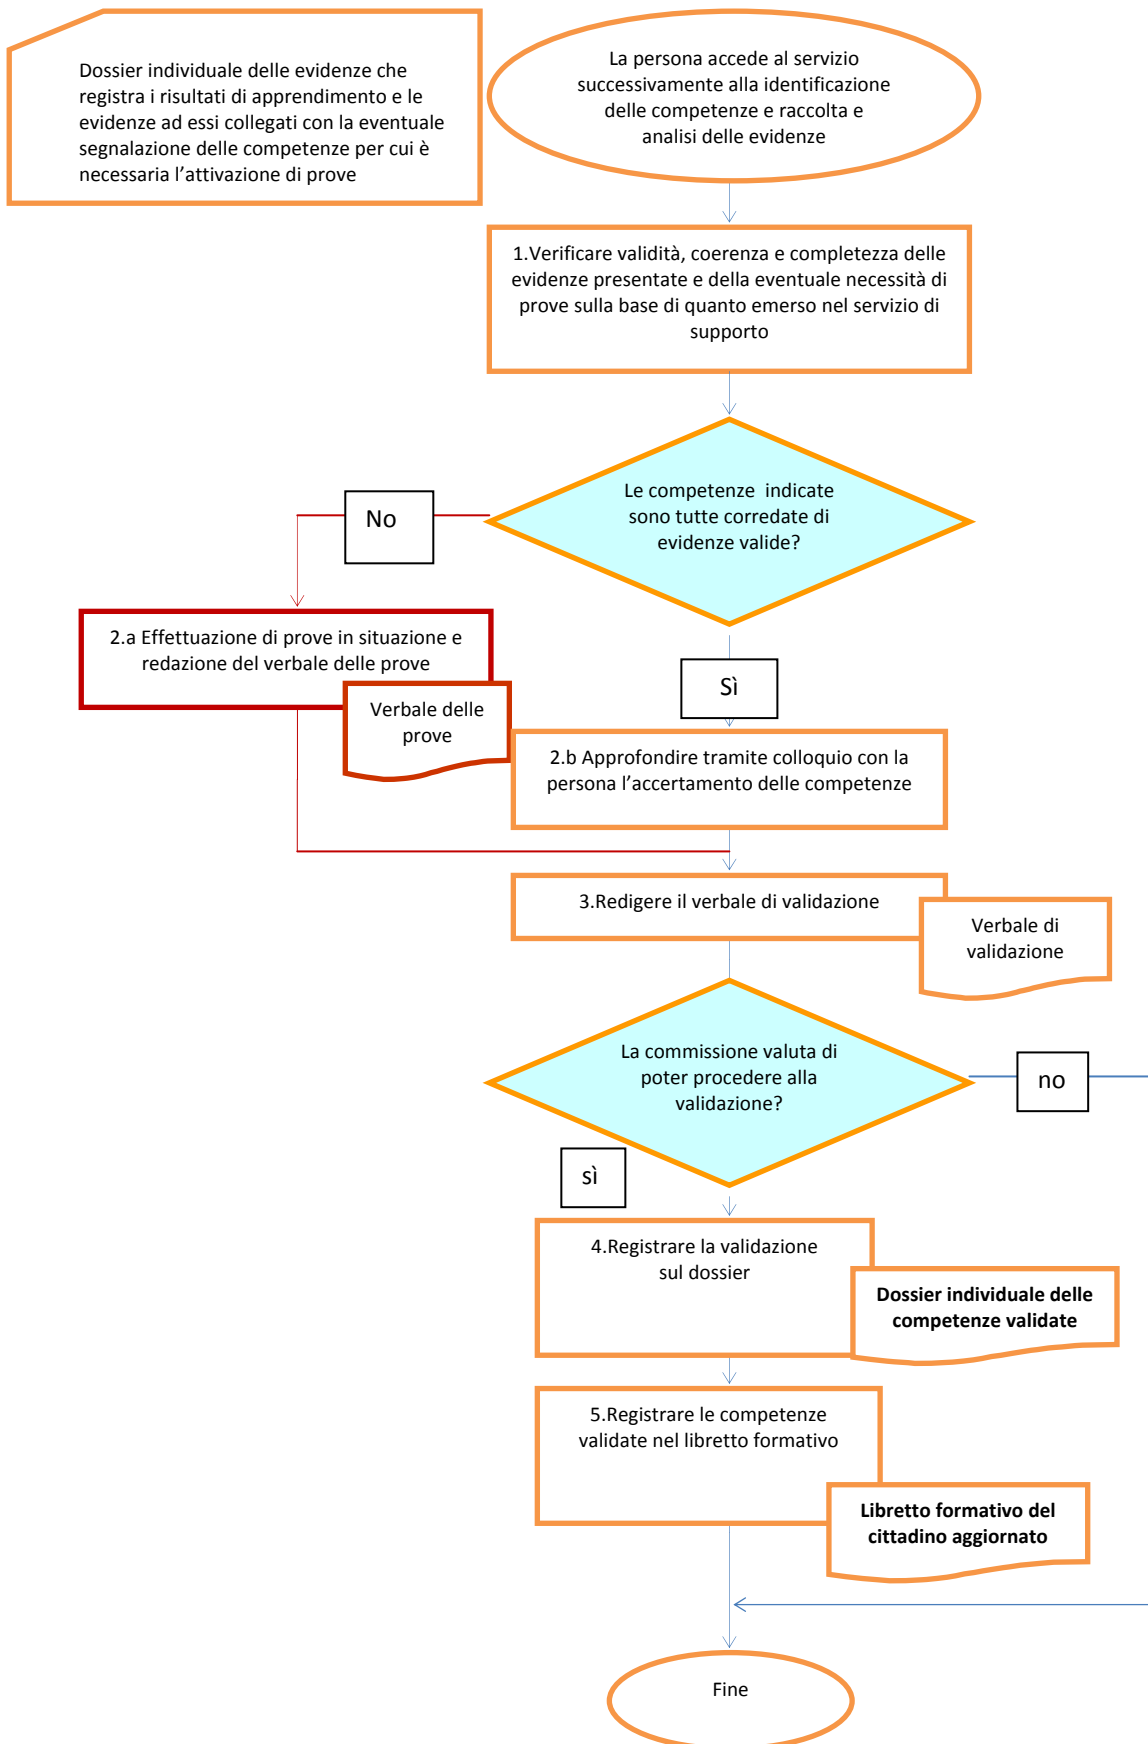 Dossier individuale delle evidenze che
registra i risultati di apprendimento e le
evidenze ad essi collegati con la eventuale
segnalazione delle competenze per cui è
necessaria l’attivazione di prove
La persona accede al servizio
successivamente alla identificazione
delle competenze e raccolta e
analisi delle evidenze
1.Verificare validità, coerenza e completezza delle
evidenze presentate e della eventuale necessità di
prove sulla base di quanto emerso nel servizio di
supporto
Le competenze  indicate
sono tutte corredate di
evidenze valide?
No
2.a Effettuazione di prove in situazione e
redazione del verbale delle prove
Verbale delle
prove
Sì
2.b Approfondire tramite colloquio con la
persona l’accertamento delle competenze
3.Redigere il verbale di validazione
Verbale di
validazione
La commissione valuta di
poter procedere alla
validazione?
no
sì
4.Registrare la validazione
sul dossier
Dossier individuale delle
competenze validate
5.Registrare le competenze
validate nel libretto formativo
Libretto formativo del
cittadino aggiornato
Fine